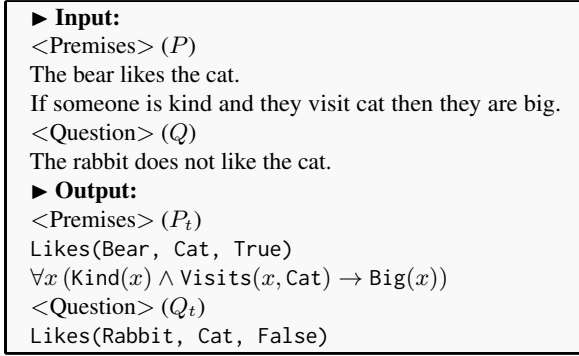 ► Input:
<Premises> (P)
The bear likes the cat.
If someone is kind and they visit cat then they are big.
<Question> (Q)
The rabbit does not like the cat.
► Output:
<Premises> (Pₜ)
Likes(Bear, Cat, True)
∀x (Kind(x) ∧ Visits(x, Cat) → Big(x))
<Question> (Qₜ)
Likes(Rabbit, Cat, False)